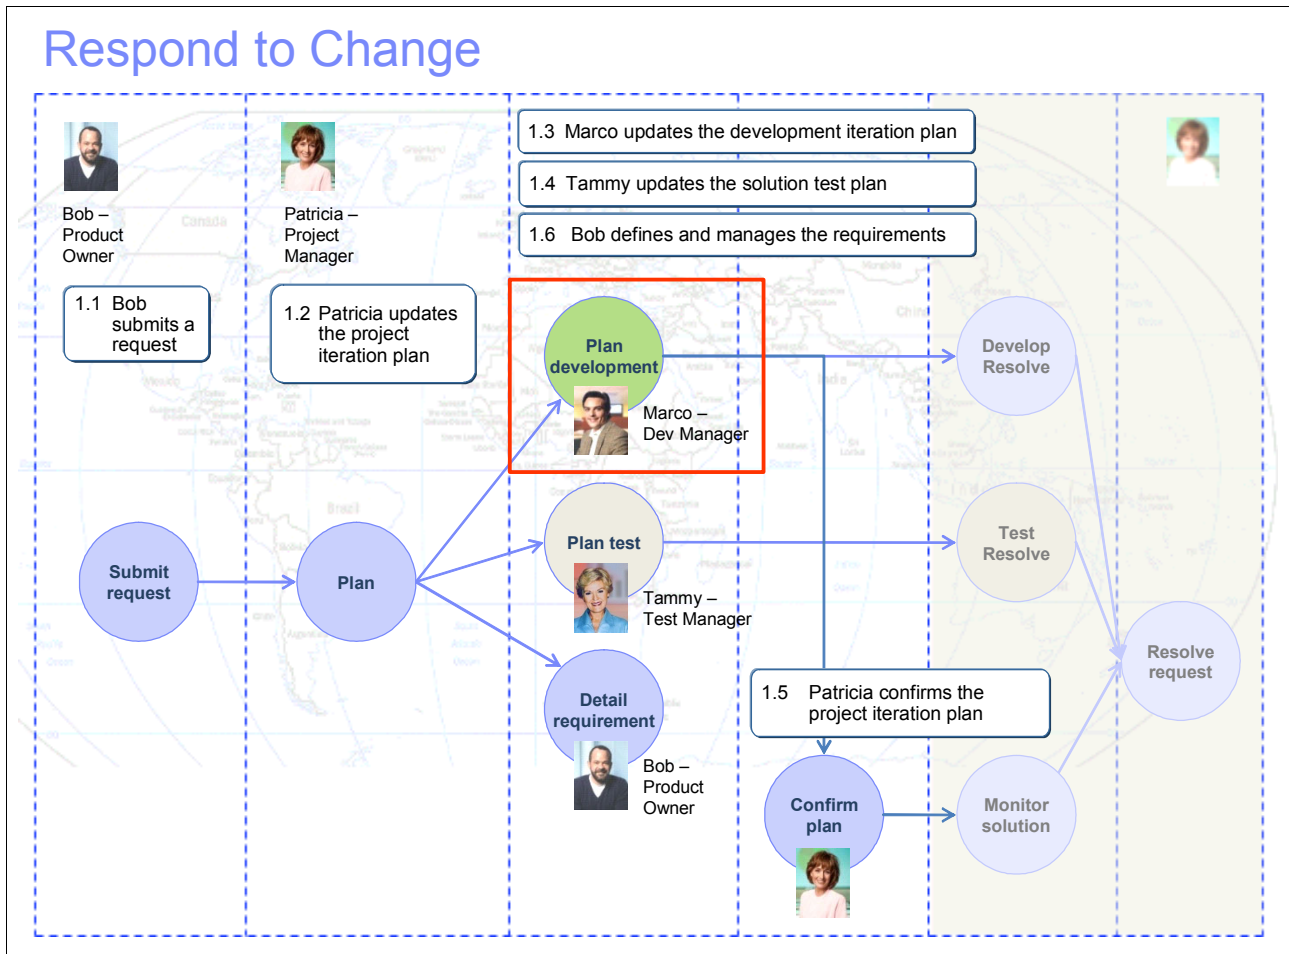 Respond to Change
Bob –
Product
Owner
1.1 Bob
submits a
request
Patricia –
Project
Manager
1.2 Patricia updates
the project
iteration plan
1.3 Marco updates the development iteration plan
1.4 Tammy updates the solution test plan
1.6 Bob defines and manages the requirements
Plan
development
Marco –
Dev Manager
Develop
Resolve
Submit
request
Plan
Plan test
Tammy –
Test Manager
Test
Resolve
Detail
requirement
Bob –
Product
Owner
1.5 Patricia confirms the
project iteration plan
Confirm
plan
Monitor
solution
Resolve
request
Canada
Brazil